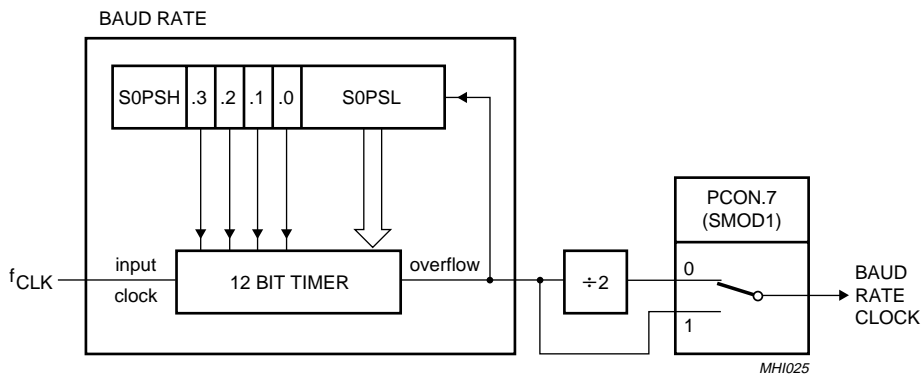 BAUD RATE
S0PSH .3 .2 .1 .0 S0PSL
PCON.7
(SMOD1)
fCLK
input
clock
12 BIT TIMER
overflow
÷2
0
1
BAUD
RATE
CLOCK
MHI025